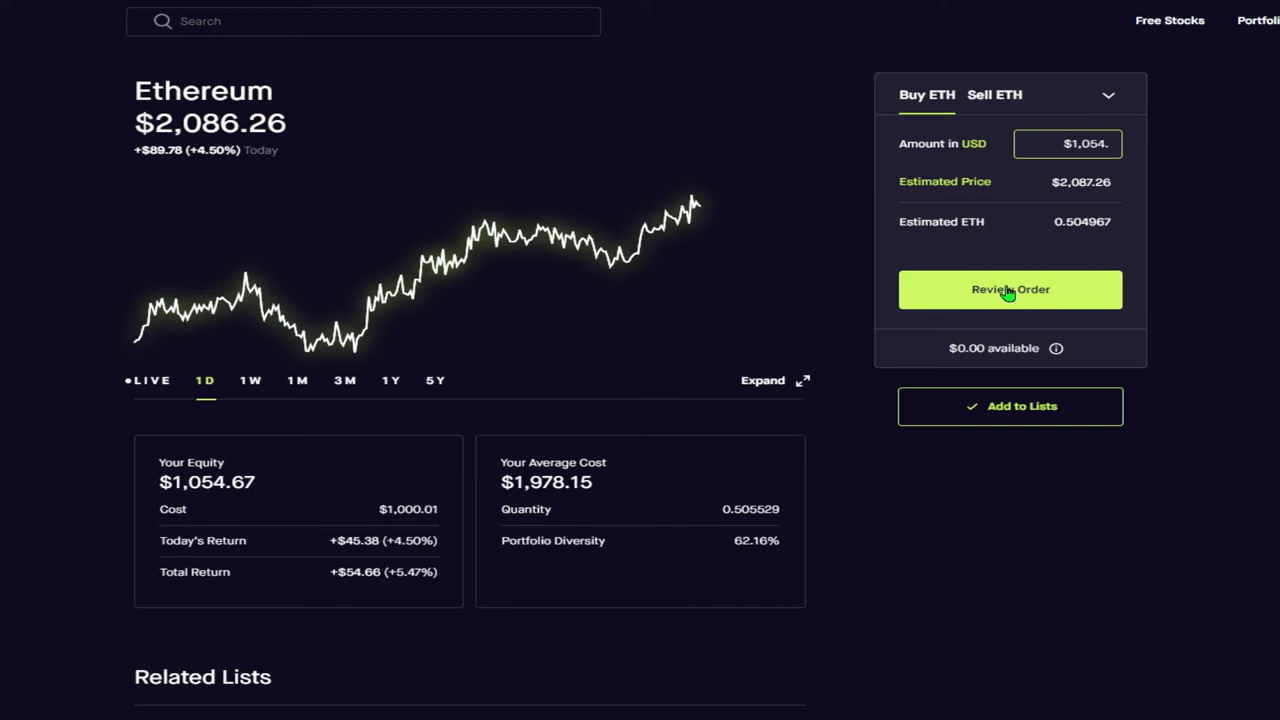 Search
Free Stocks Portfoli
Ethereum
$2,086.26
+$89.78 (+4.50%) Today
Buy ETH Sell ETH
Amount in USD $1,054.
Estimated Price $2,087.26
Estimated ETH 0.504967
Review Order
$0.00 available
LIVE 1D 1W 1M 3M 1Y 5Y
Expand
Add to Lists
Your Equity
$1,054.67
Cost $1,000.01
Today's Return +$45.38 (+4.50%)
Total Return +$54.66 (+5.47%)
Your Average Cost
$1,978.15
Quantity 0.505529
Portfolio Diversity 62.16%
Related Lists